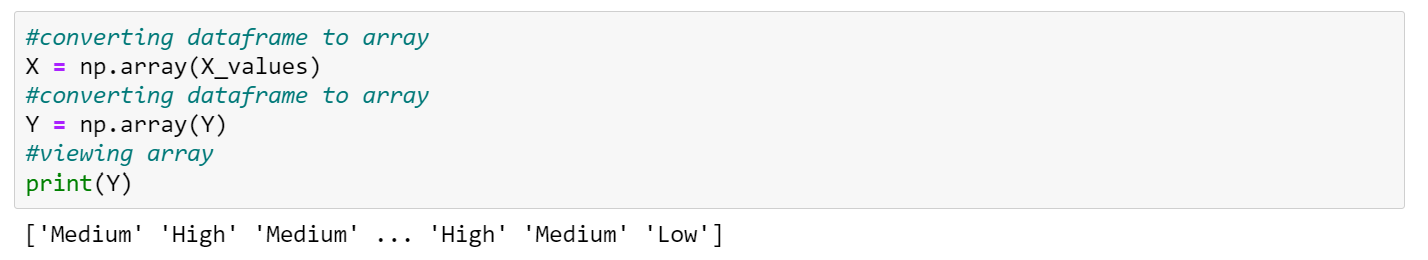 #converting dataframe to array
X = np.array(X_values)
#converting dataframe to array
Y = np.array(Y)
#viewing array
print(Y)
['Medium' 'High' 'Medium' ... 'High' 'Medium' 'Low']